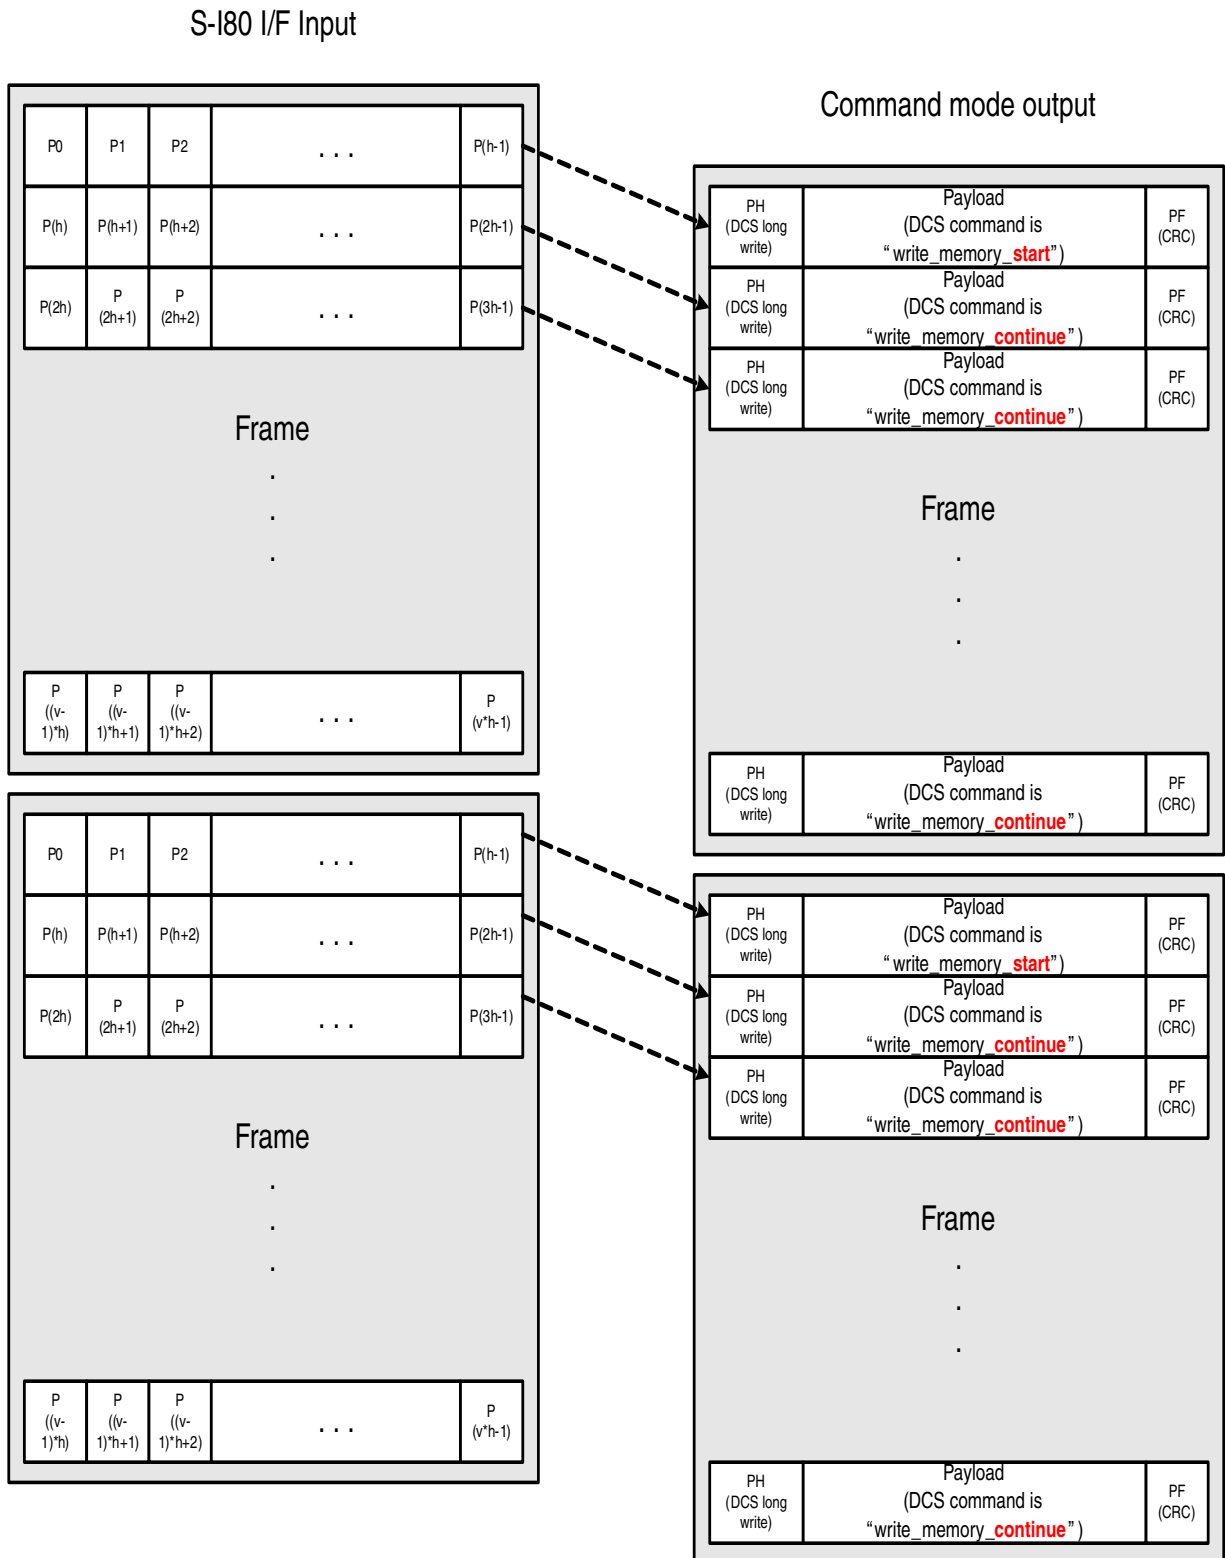 S-I80 I/F Input
P0 P1 P2 . . . P(h-1)
P(h) P(h+1) P(h+2) . . . P(2h-1)
P(2h) P (2h+1) P (2h+2) . . . P(3h-1)
Frame
.
.
.
P ((v-1)*h) P ((v-1)*h+1) P ((v-1)*h+2) . . . P (v*h-1)
P0 P1 P2 . . . P(h-1)
P(h) P(h+1) P(h+2) . . . P(2h-1)
P(2h) P (2h+1) P (2h+2) . . . P(3h-1)
Frame
.
.
.
P ((v-1)*h) P ((v-1)*h+1) P ((v-1)*h+2) . . . P (v*h-1)
Command mode output
PH
(DCS long
write)
Payload
(DCS command is
“write_memory_start”)
PF
(CRC)
PH
(DCS long
write)
Payload
(DCS command is
“write_memory_continue”)
PF
(CRC)
PH
(DCS long
write)
Payload
(DCS command is
“write_memory_continue”)
PF
(CRC)
Frame
.
.
.
PH
(DCS long
write)
Payload
(DCS command is
“write_memory_continue”)
PF
(CRC)
PH
(DCS long
write)
Payload
(DCS command is
“write_memory_start”)
PF
(CRC)
PH
(DCS long
write)
Payload
(DCS command is
“write_memory_continue”)
PF
(CRC)
PH
(DCS long
write)
Payload
(DCS command is
“write_memory_continue”)
PF
(CRC)
Frame
.
.
.
PH
(DCS long
write)
Payload
(DCS command is
“write_memory_continue”)
PF
(CRC)